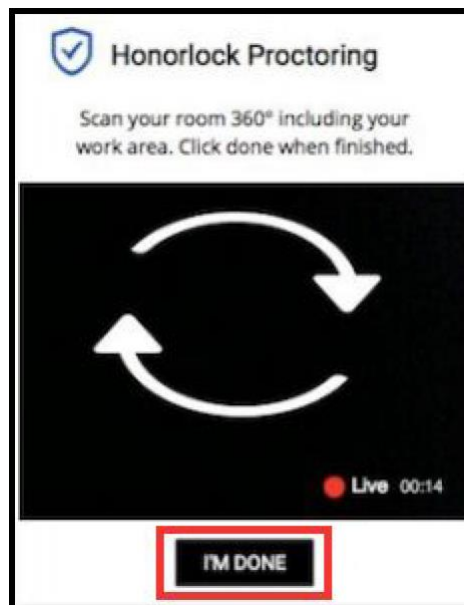 Honorlock Proctoring
Scan your room 360° including your
work area. Click done when finished.
Live 00:14
I'M DONE